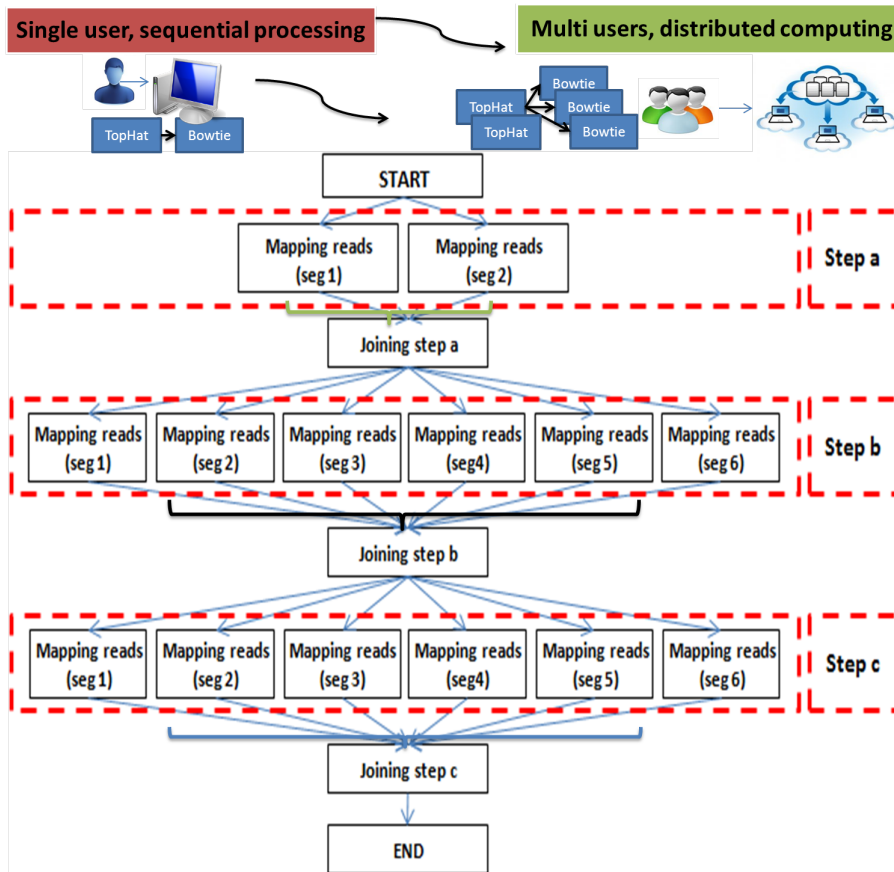 Single user, sequential processing
Multi users, distributed computing
TopHat
Bowtie
Bowtie
TopHat
Bowtie
TopHat
Bowtie
START
Mapping reads
(seg 1)
Mapping reads
(seg 2)
Step a
Joining step a
Mapping reads
(seg 1)
Mapping reads
(seg 2)
Mapping reads
(seg 3)
Mapping reads
(seg4)
Mapping reads
(seg 5)
Mapping reads
(seg 6)
Step b
Joining step b
Mapping reads
(seg 1)
Mapping reads
(seg 2)
Mapping reads
(seg 3)
Mapping reads
(seg4)
Mapping reads
(seg 5)
Mapping reads
(seg 6)
Step c
Joining step c
END